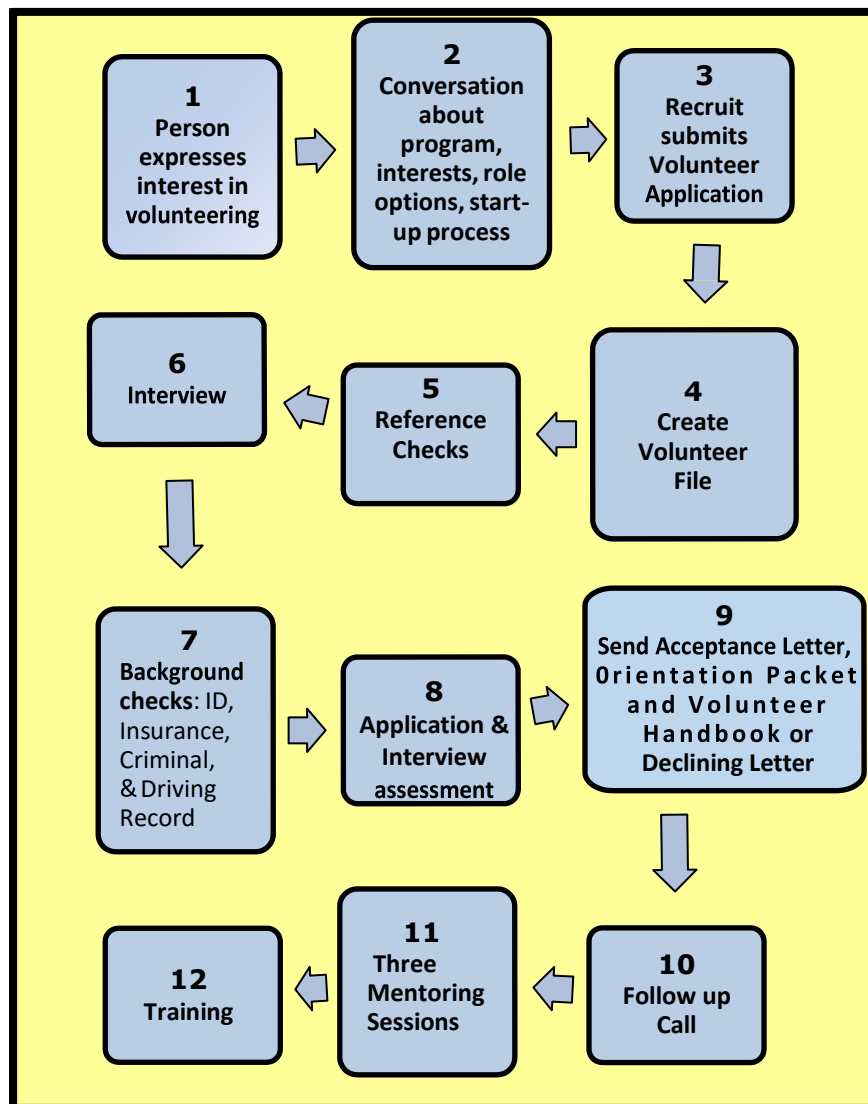 1
Person
expresses
interest in
volunteering
2
Conversation
about
program,
interests, role
options, start-
up process
3
Recruit
submits
Volunteer
Application
4
Create
Volunteer
File
5
Reference
Checks
6
Interview
7
Background
checks: ID,
Insurance,
Criminal,
& Driving
Record
8
Application &
Interview
assessment
9
Send Acceptance Letter,
0rientation Packet
and Volunteer
Handbook or
Declining Letter
10
Follow up
Call
11
Three
Mentoring
Sessions
12
Training